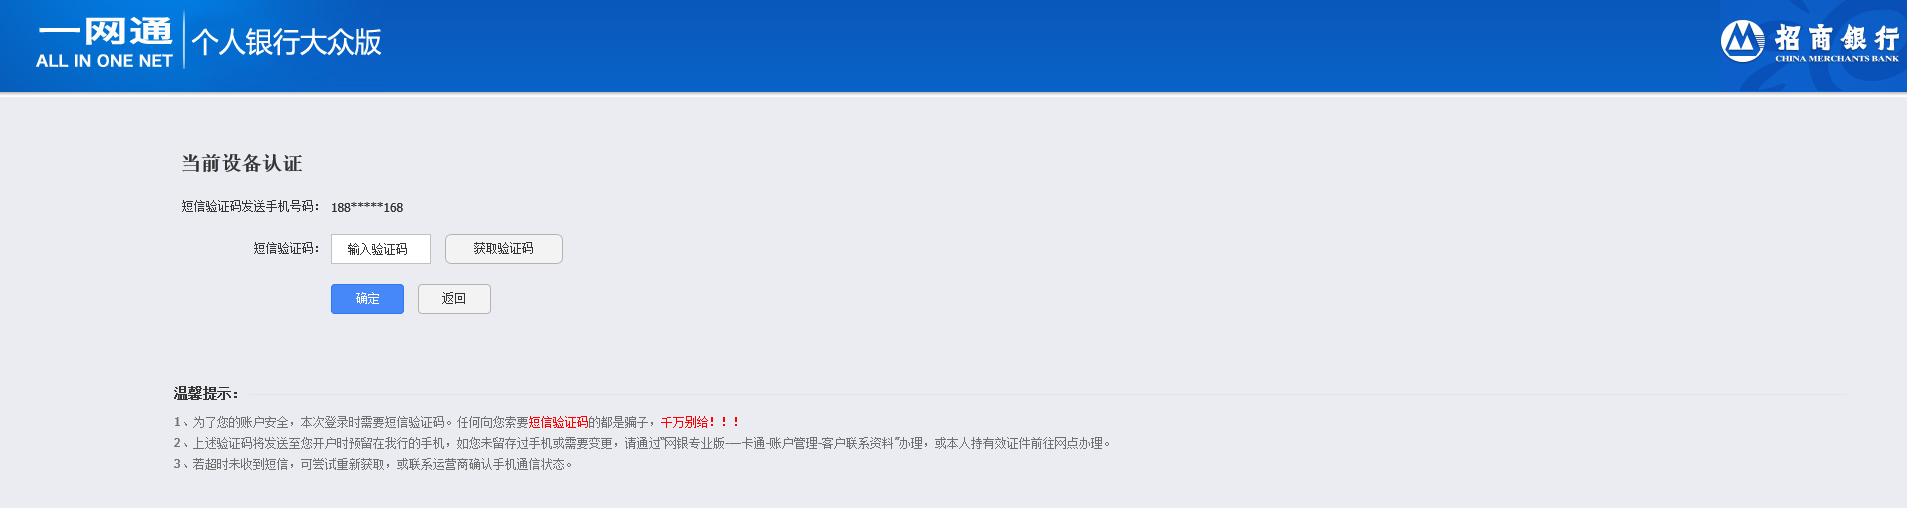 一网通
ALL IN ONE NET
个人银行大众版
招商銀行
CHINA MERCHANTS BANK
当前设备认证
短信验证码发送手机号码： 188*****168
短信验证码： 输入验证码 获取验证码
确定 返回
温馨提示：
1、为了您的账户安全，本次登录时需要短信验证码。任何向您索要短信验证码的都是骗子，千万别给！！！
2、上述验证码将发送至您开户时预留在我行的手机，如您未留存过手机或需要变更，请通过“网银专业版-一卡通-账户管理-客户联系资料”办理，或本人持有效证件前往网点办理。
3、若超时未收到短信，可尝试重新获取，或联系运营商确认手机通信状态。